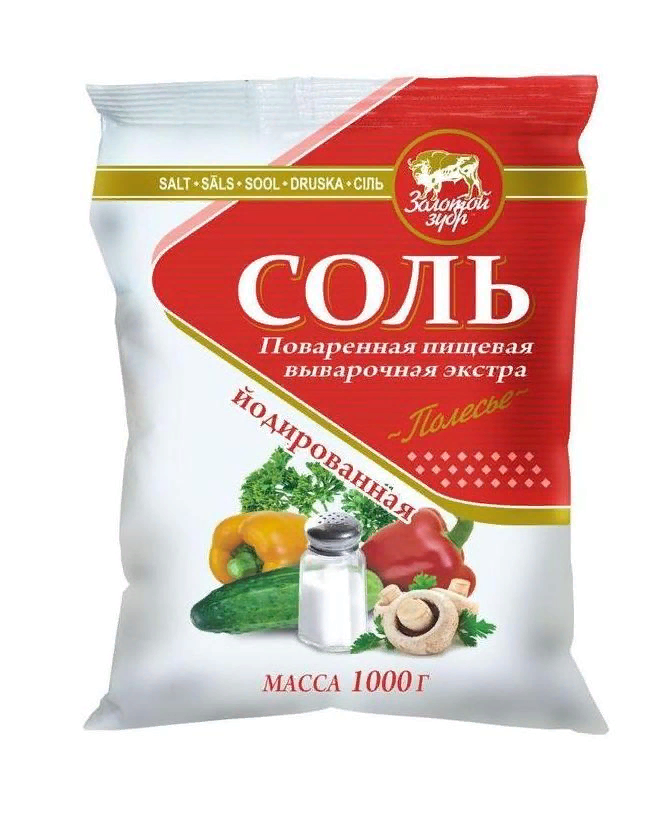 SALT • SĀLS • SOOL • DRUSKA • СІЛЬ
Золотой
зубр
СОЛЬ
Поваренная пищевая
выварочная экстра
~Полесье~
йодированная
МАССА 1000 Г